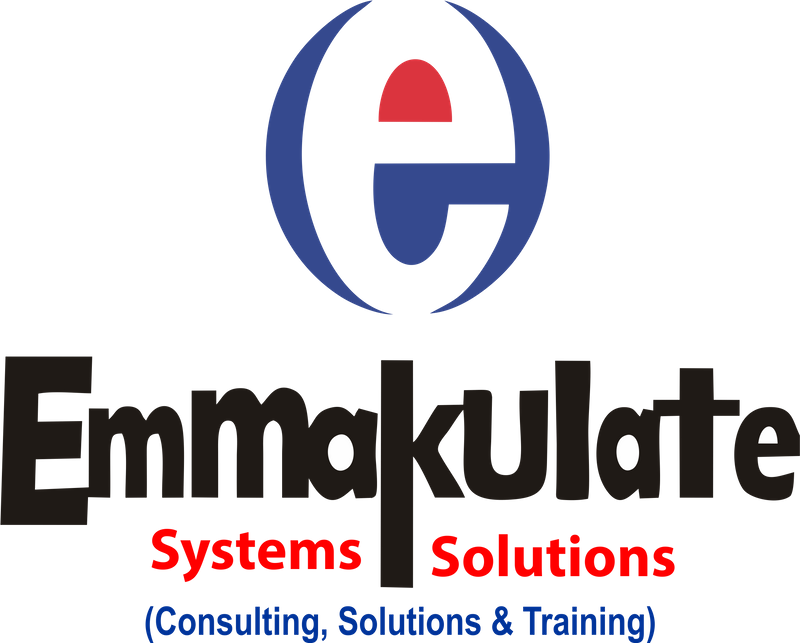 e
Emmakulate
Systems Solutions
(Consulting, Solutions & Training)